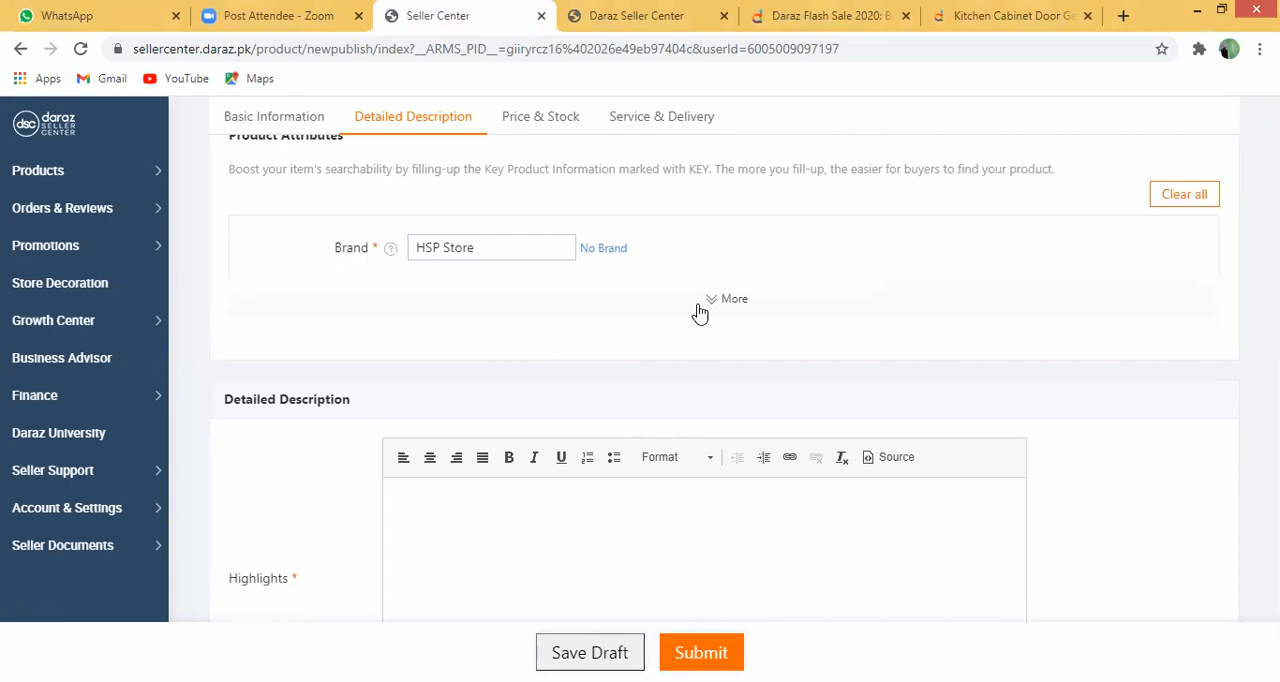 WhatsApp
Post Attendee - Zoom
Seller Center
Daraz Seller Center
Daraz Flash Sale 2020: B
Kitchen Cabinet Door Ga
sellercenter.daraz.pk/product/newpublish/index?__ARMS_PID__=giiryrcz16%402026e49eb97404c&userId=6005009097197
Apps
Gmail
YouTube
Maps
dsc daraz SELLER CENTER
Basic Information
Detailed Description
Price & Stock
Service & Delivery
Product Attributes
Boost your item's searchability by filling-up the Key Product Information marked with KEY. The more you fill-up, the easier for buyers to find your product.
Clear all
Brand * ?
HSP Store
No Brand
More
Products
Orders & Reviews
Promotions
Store Decoration
Growth Center
Business Advisor
Finance
Daraz University
Seller Support
Account & Settings
Seller Documents
Detailed Description
B I U Format Source
Highlights *
Save Draft
Submit